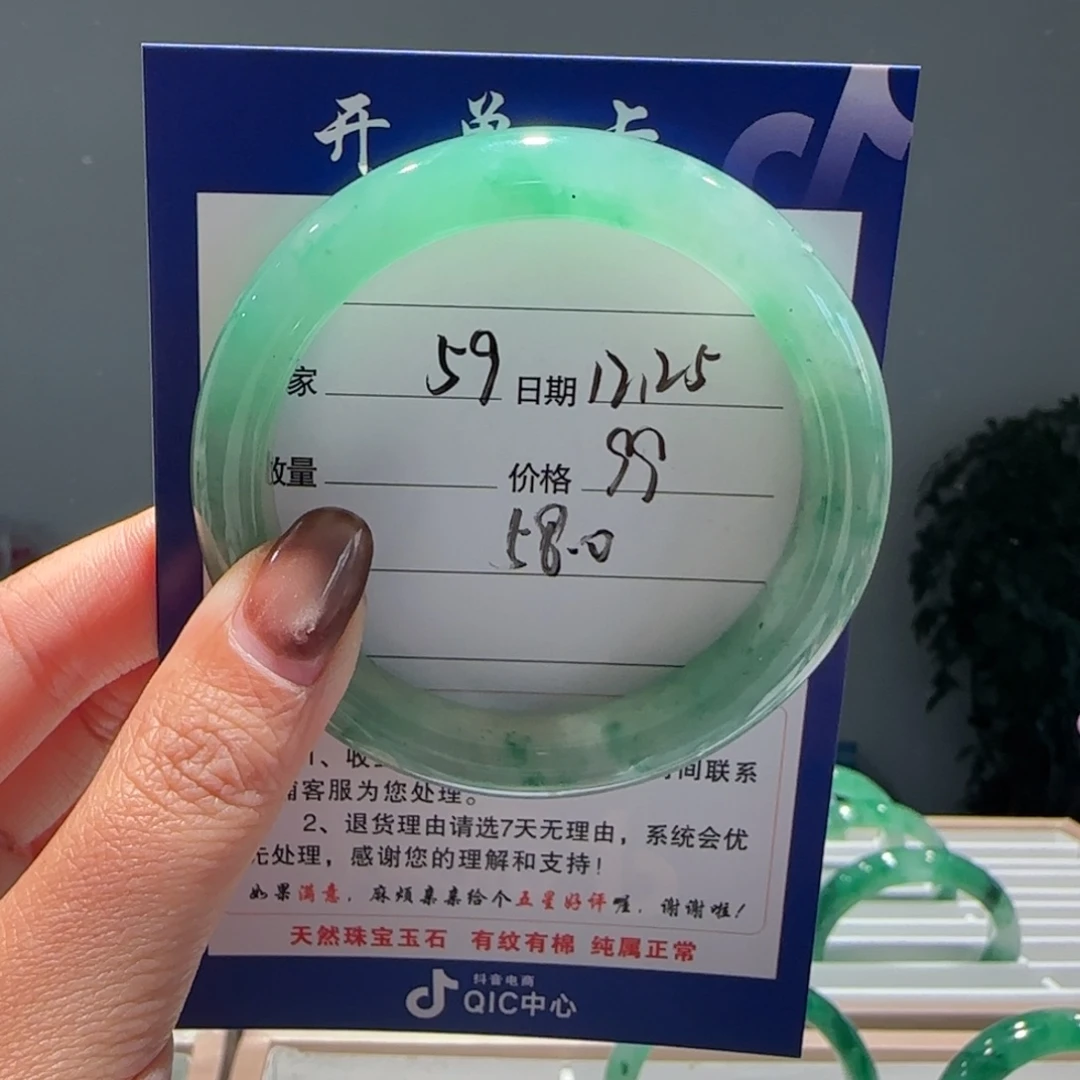 开单卡
家 59 日期 12.25
数量 价格 99
58.0
1、收 时间联系
客服为您处理。
2、退货理由请选7天无理由，系统会优
先处理，感谢您的理解和支持！
如果满意，麻烦亲亲给个五星好评喔，谢谢啦！
天然珠宝玉石 有纹有棉 纯属正常
抖音电商
QIC中心